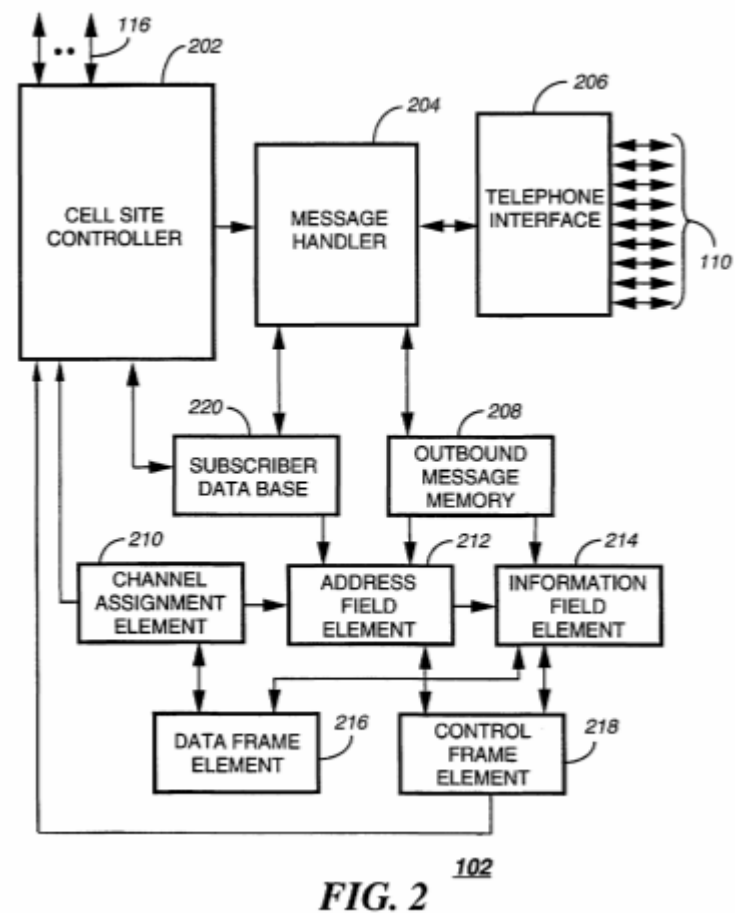 116
202
204
206
CELL SITE
CONTROLLER
MESSAGE
HANDLER
TELEPHONE
INTERFACE
110
220
208
SUBSCRIBER
DATA BASE
OUTBOUND
MESSAGE
MEMORY
210
212
214
CHANNEL
ASSIGNMENT
ELEMENT
ADDRESS
FIELD
ELEMENT
INFORMATION
FIELD
ELEMENT
DATA FRAME
ELEMENT
216
CONTROL
FRAME
ELEMENT
218
102
FIG. 2